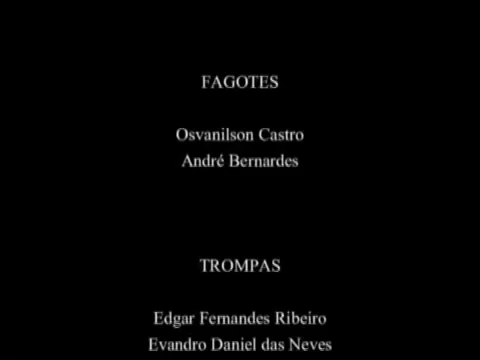 FAGOTES
Osvanilson Castro
André Bernardes
TROMPAS
Edgar Fernandes Ribeiro
Evandro Daniel das Neves